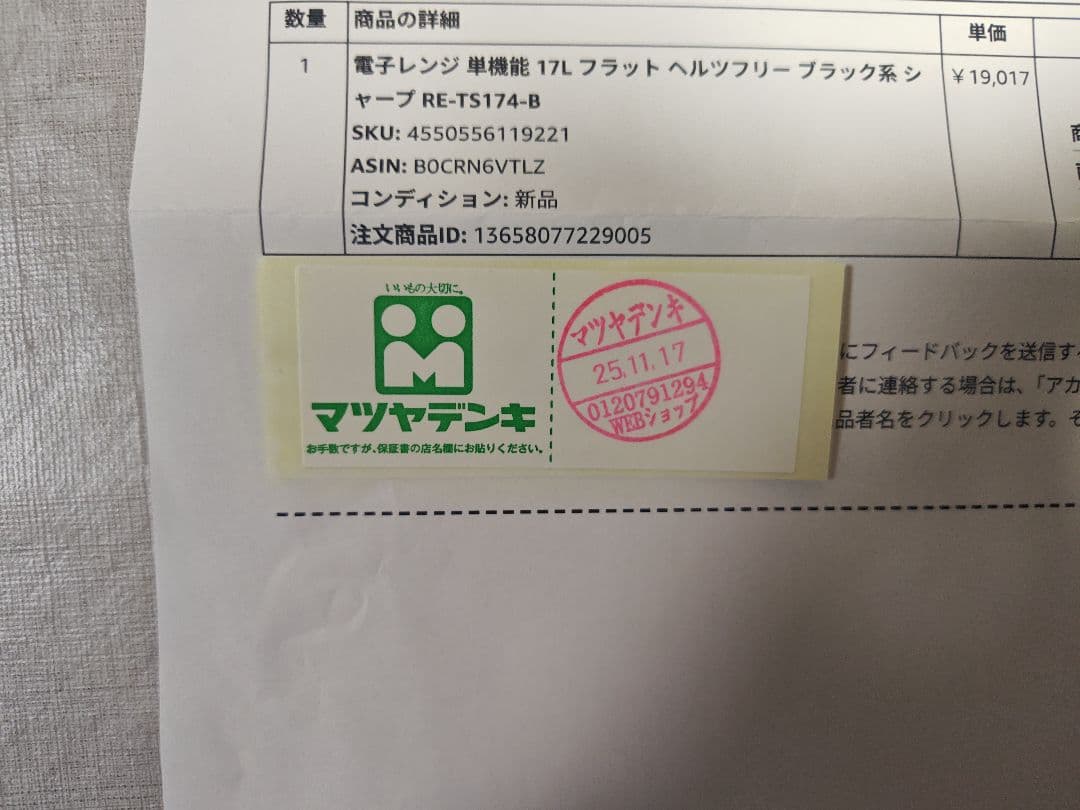 数量 商品の詳細 単価
1 電子レンジ 単機能 17L フラット ヘルツフリー ブラック系 シ ￥19,017
ャープ RE-TS174-B
SKU: 4550556119221
ASIN: B0CRN6VTLZ
コンディション: 新品
注文商品ID: 13658077229005
いいもの大切に。
マツヤデンキ
お手数ですが、保証書の店名欄にお貼りください。
マツヤデンキ
25.11.17
0120791294
WEBショップ
にフィードバックを送信す
者に連絡する場合は、「アカ
品者名をクリックします。そ